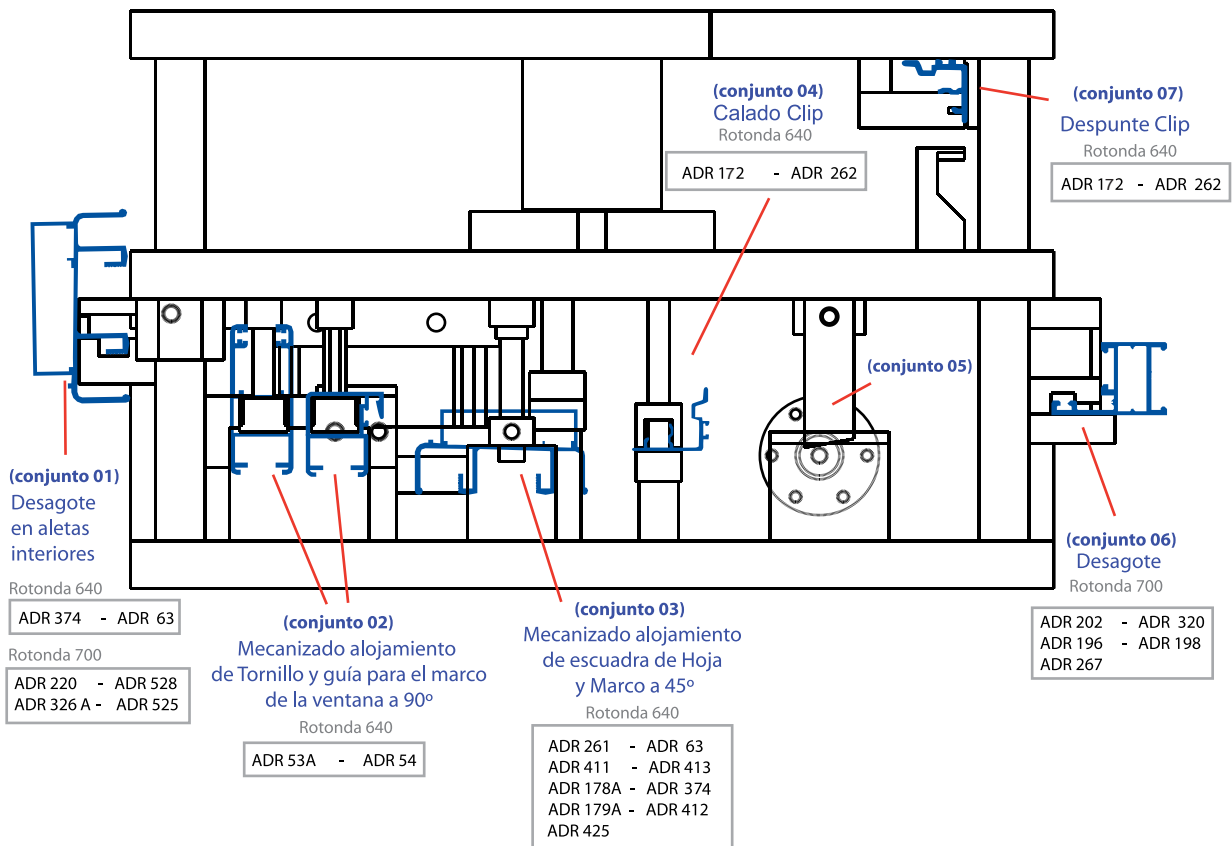 (conjunto 04)
Calado Clip
Rotonda 640
ADR 172 - ADR 262
(conjunto 07)
Despunte Clip
Rotonda 640
ADR 172 - ADR 262
(conjunto 05)
(conjunto 01)
Desagote
en aletas
interiores
Rotonda 640
ADR 374 - ADR 63
Rotonda 700
ADR 220 - ADR 528
ADR 326 A - ADR 525
(conjunto 02)
Mecanizado alojamiento
de Tornillo y guía para el marco
de la ventana a 90º
Rotonda 640
ADR 53A - ADR 54
(conjunto 03)
Mecanizado alojamiento
de escuadra de Hoja
y Marco a 45º
Rotonda 640
ADR 261 - ADR 63
ADR 411 - ADR 413
ADR 178A - ADR 374
ADR 179A - ADR 412
ADR 425
(conjunto 06)
Desagote
Rotonda 700
ADR 202 - ADR 320
ADR 196 - ADR 198
ADR 267